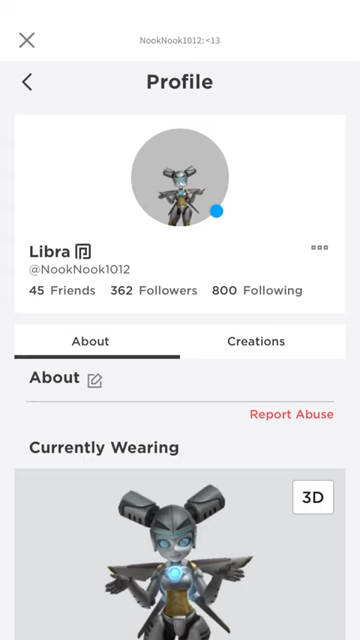 NookNook1012: <13
Profile
Libra
@NookNook1012
45 Friends 362 Followers 800 Following
About Creations
About
Report Abuse
Currently Wearing
3D